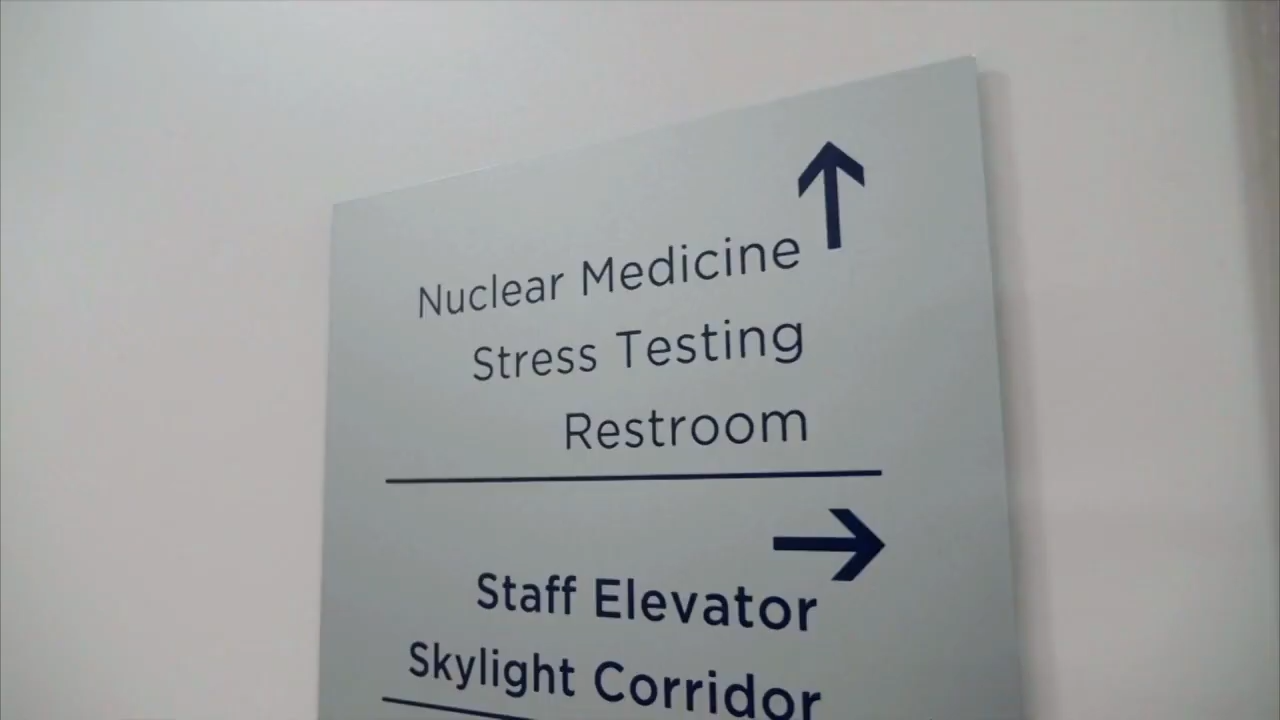 Nuclear Medicine
Stress Testing
Restroom
Staff Elevator
Skylight Corridor